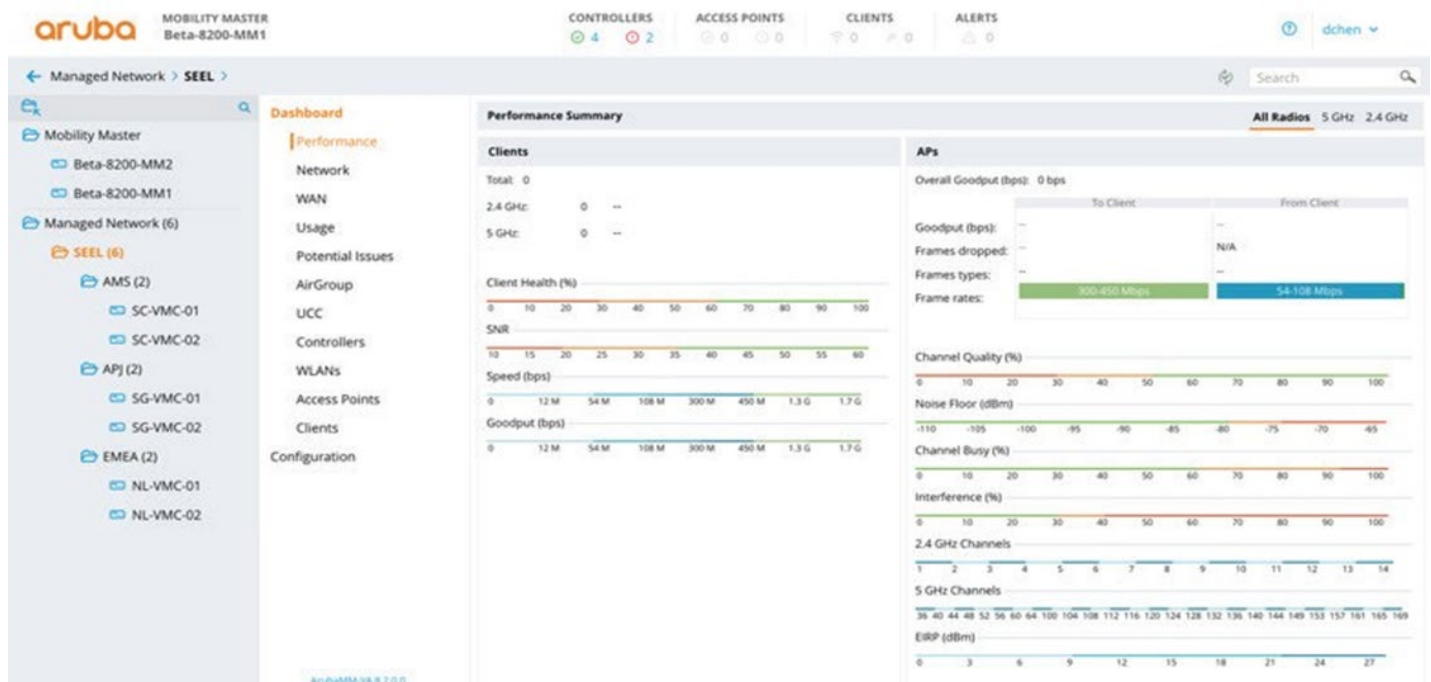 aruba
MOBILITY MASTER
Beta-8200-MM1
CONTROLLERS ACCESS POINTS CLIENTS ALERTS
4 2 0 0 0 0 0
dchen
Managed Network > SEEL >
Search
Mobility Master
Beta-8200-MM2
Beta-8200-MM1
Managed Network (6)
SEEL (6)
AMS (2)
SC-VMC-01
SC-VMC-02
APJ (2)
SG-VMC-01
SG-VMC-02
EMEA (2)
NL-VMC-01
NL-VMC-02
Dashboard
Performance
Network
WAN
Usage
Potential Issues
AirGroup
UCC
Controllers
WLANs
Access Points
Clients
Configuration
ArubaMM-VA 8.2.0.0
Performance Summary
All Radios 5 GHz 2.4 GHz
Clients
Total: 0
2.4 GHz: 0 --
5 GHz: 0 --
Client Health (%)
0 10 20 30 40 50 60 70 80 90 100
SNR
10 15 20 25 30 35 40 45 50 55 60
Speed (bps)
0 12 M 54 M 108 M 300 M 450 M 1.3 G 1.7 G
Goodput (bps)
0 12 M 54 M 108 M 300 M 450 M 1.3 G 1.7 G
APs
Overall Goodput (bps): 0 bps
To Client From Client
Goodput (bps): -- --
Frames dropped: -- N/A
Frames types: -- --
Frame rates: 300-450 Mbps 54-108 Mbps
Channel Quality (%)
0 10 20 30 40 50 60 70 80 90 100
Noise Floor (dBm)
-110 -105 -100 -95 -90 -85 -80 -75 -70 -65
Channel Busy (%)
0 10 20 30 40 50 60 70 80 90 100
Interference (%)
0 10 20 30 40 50 60 70 80 90 100
2.4 GHz Channels
1 2 3 4 5 6 7 8 9 10 11 12 13 14
5 GHz Channels
36 40 44 48 52 56 60 64 100 104 108 112 116 120 124 128 132 136 140 144 149 153 157 161 165 169
EIRP (dBm)
0 3 6 9 12 15 18 21 24 27